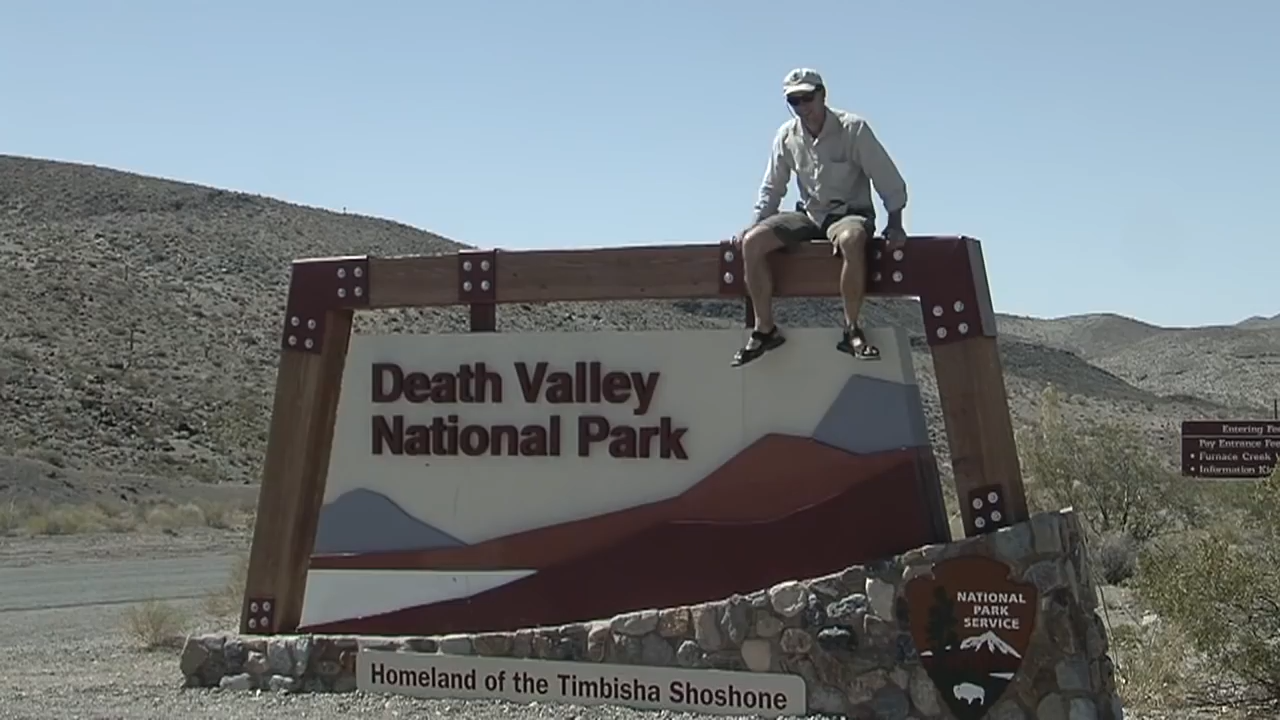 Death Valley
National Park
Entering Fee
Pay Entrance Fee
• Furnace Creek V
• Information
NATIONAL
PARK
SERVICE
Homeland of the Timbisha Shoshone